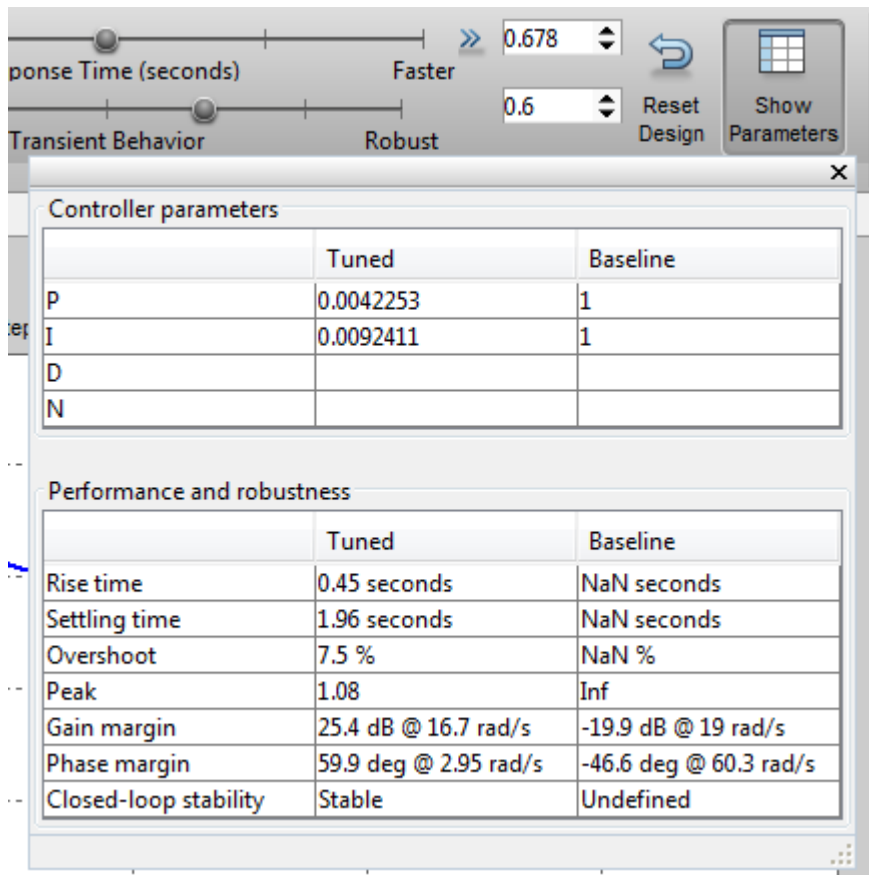 0.678
ponse Time (seconds) Faster
0.6 Reset Show
Transient Behavior Robust Design Parameters
Controller parameters
Tuned Baseline
P 0.0042253 1
I 0.0092411 1
D
N
Performance and robustness
Tuned Baseline
Rise time 0.45 seconds NaN seconds
Settling time 1.96 seconds NaN seconds
Overshoot 7.5 % NaN %
Peak 1.08 Inf
Gain margin 25.4 dB @ 16.7 rad/s -19.9 dB @ 19 rad/s
Phase margin 59.9 deg @ 2.95 rad/s -46.6 deg @ 60.3 rad/s
Closed-loop stability Stable Undefined